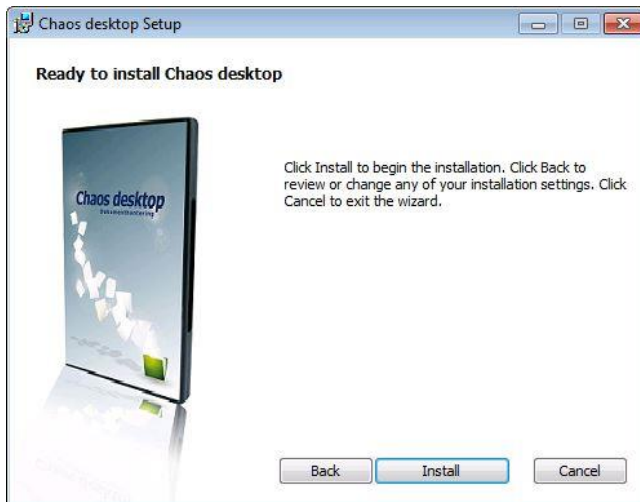 Chaos desktop Setup
Ready to install Chaos desktop
Chaos desktop
Dokumenthantering
Click Install to begin the installation. Click Back to
review or change any of your installation settings. Click
Cancel to exit the wizard.
Back
Install
Cancel